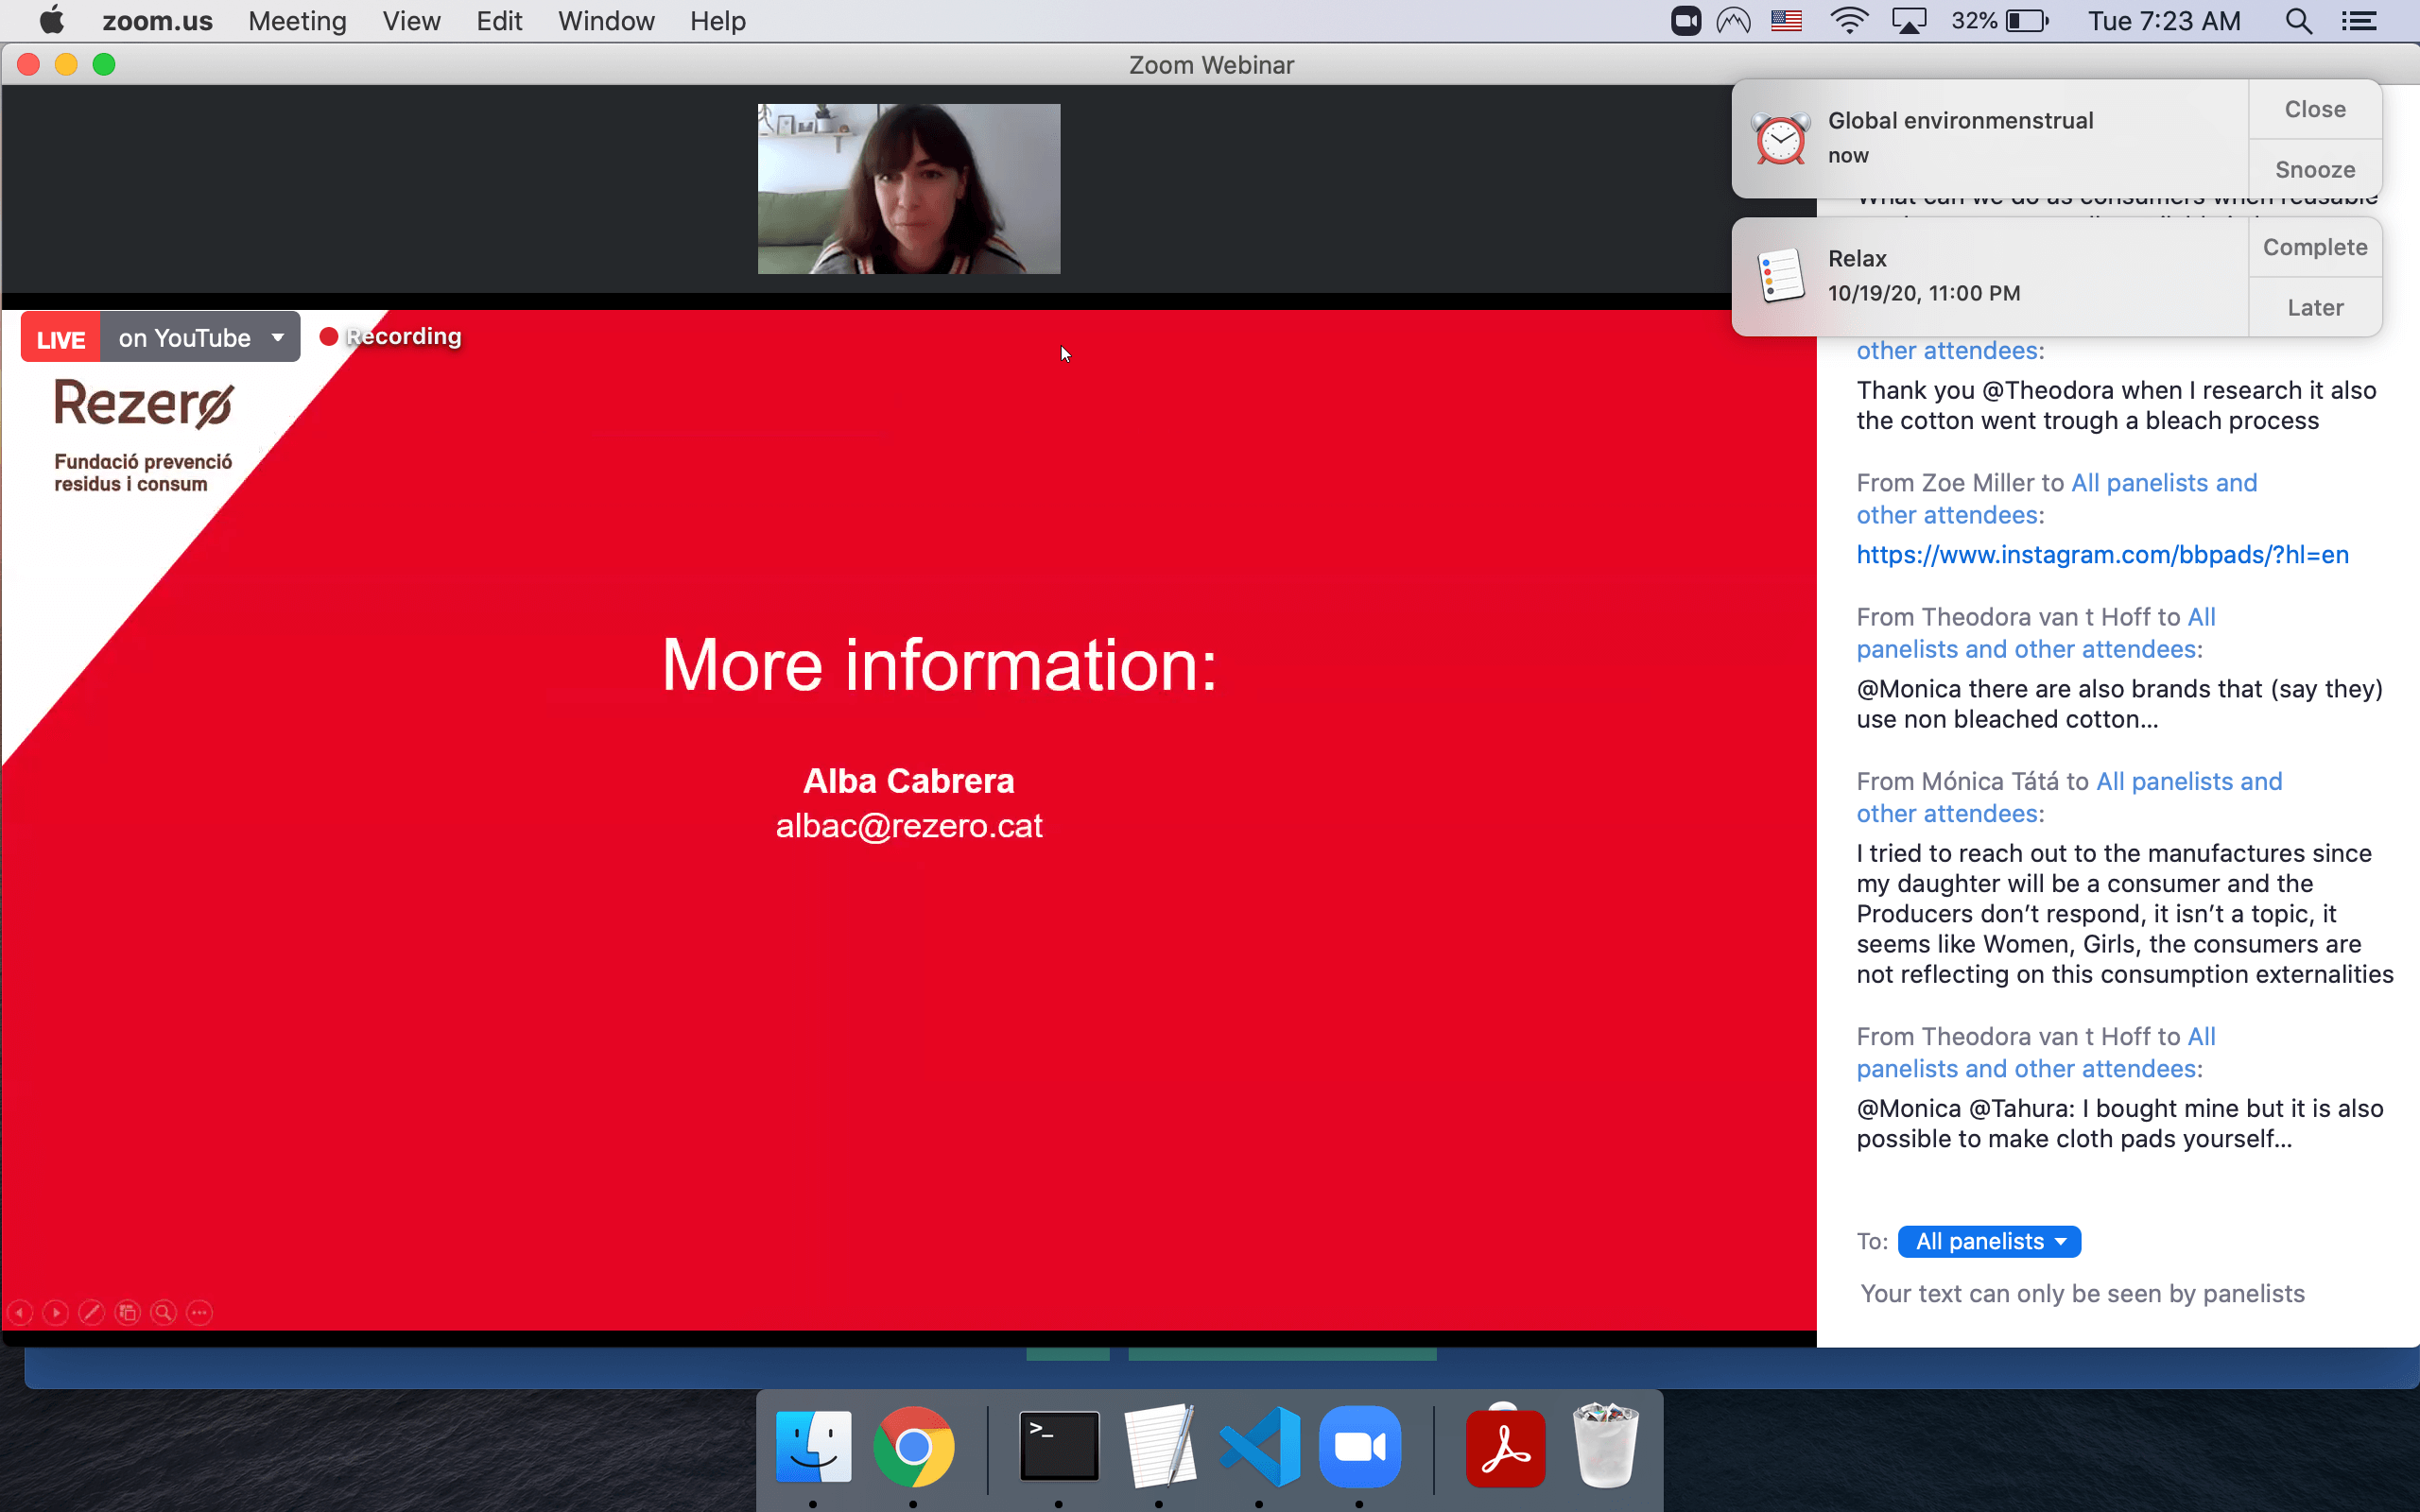 zoom.us Meeting View Edit Window Help 32% Tue 7:23 AM
Zoom Webinar
Global environmenstrual
now
Close
Snooze
What can we do as consumers when reusable
Relax
10/19/20, 11:00 PM
Complete
Later
LIVE on YouTube Recording
Rezero
Fundació prevenció
residus i consum
More information:
Alba Cabrera
albac@rezero.cat
other attendees:
Thank you @Theodora when I research it also
the cotton went trough a bleach process
From Zoe Miller to All panelists and
other attendees:
https://www.instagram.com/bbpads/?hl=en
From Theodora van t Hoff to All
panelists and other attendees:
@Monica there are also brands that (say they)
use non bleached cotton...
From Mónica Tátá to All panelists and
other attendees:
I tried to reach out to the manufactures since
my daughter will be a consumer and the
Producers don't respond, it isn't a topic, it
seems like Women, Girls, the consumers are
not reflecting on this consumption externalities
From Theodora van t Hoff to All
panelists and other attendees:
@Monica @Tahura: I bought mine but it is also
possible to make cloth pads yourself...
To: All panelists
Your text can only be seen by panelists
>_